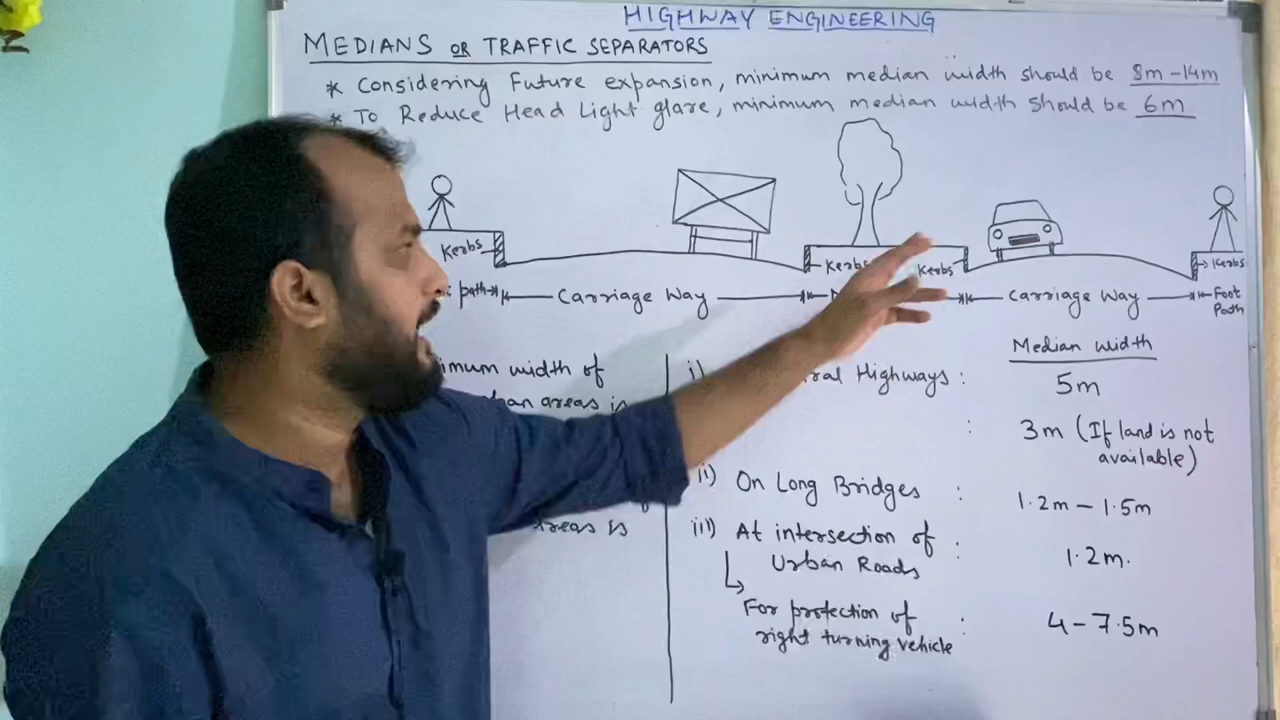 HIGHWAY ENGINEERING
MEDIANS OR TRAFFIC SEPARATORS
* Considering Future expansion, minimum median width should be 8m-14m
* To Reduce Head Light glare, minimum median width should be 6m
Kerbs
Kerbs
Kerbs
Kerbs
path
Carriage Way
Carriage Way
Foot
Path
Median width
width of
areas is
is
i)
Highways : 5m
: 3m (If land is not
available)
ii) On Long Bridges : 1.2m - 1.5m
iii) At intersection of
Urban Roads : 1.2m.
For protection of
right turning vehicle : 4-7.5m